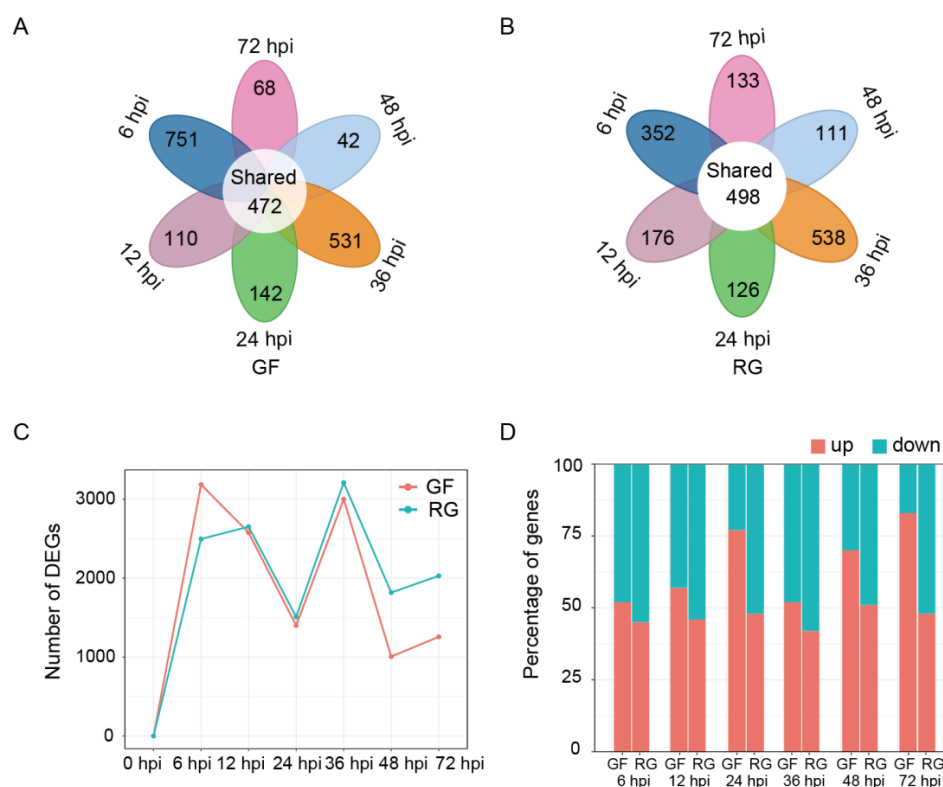 A
72 hpi
68
6 hpi
751
48 hpi
42
Shared
472
12 hpi
110
531
36 hpi
142
24 hpi
GF
B
72 hpi
133
6 hpi
352
48 hpi
111
Shared
498
12 hpi
176
538
36 hpi
126
24 hpi
RG
C
Number of DEGs
3000
2000
1000
0
GF
RG
0 hpi 6 hpi 12 hpi 24 hpi 36 hpi 48 hpi 72 hpi
D
up down
Percentage of genes
100
75
50
25
0
GF RG GF RG GF RG GF RG GF RG GF RG
6 hpi 12 hpi 24 hpi 36 hpi 48 hpi 72 hpi